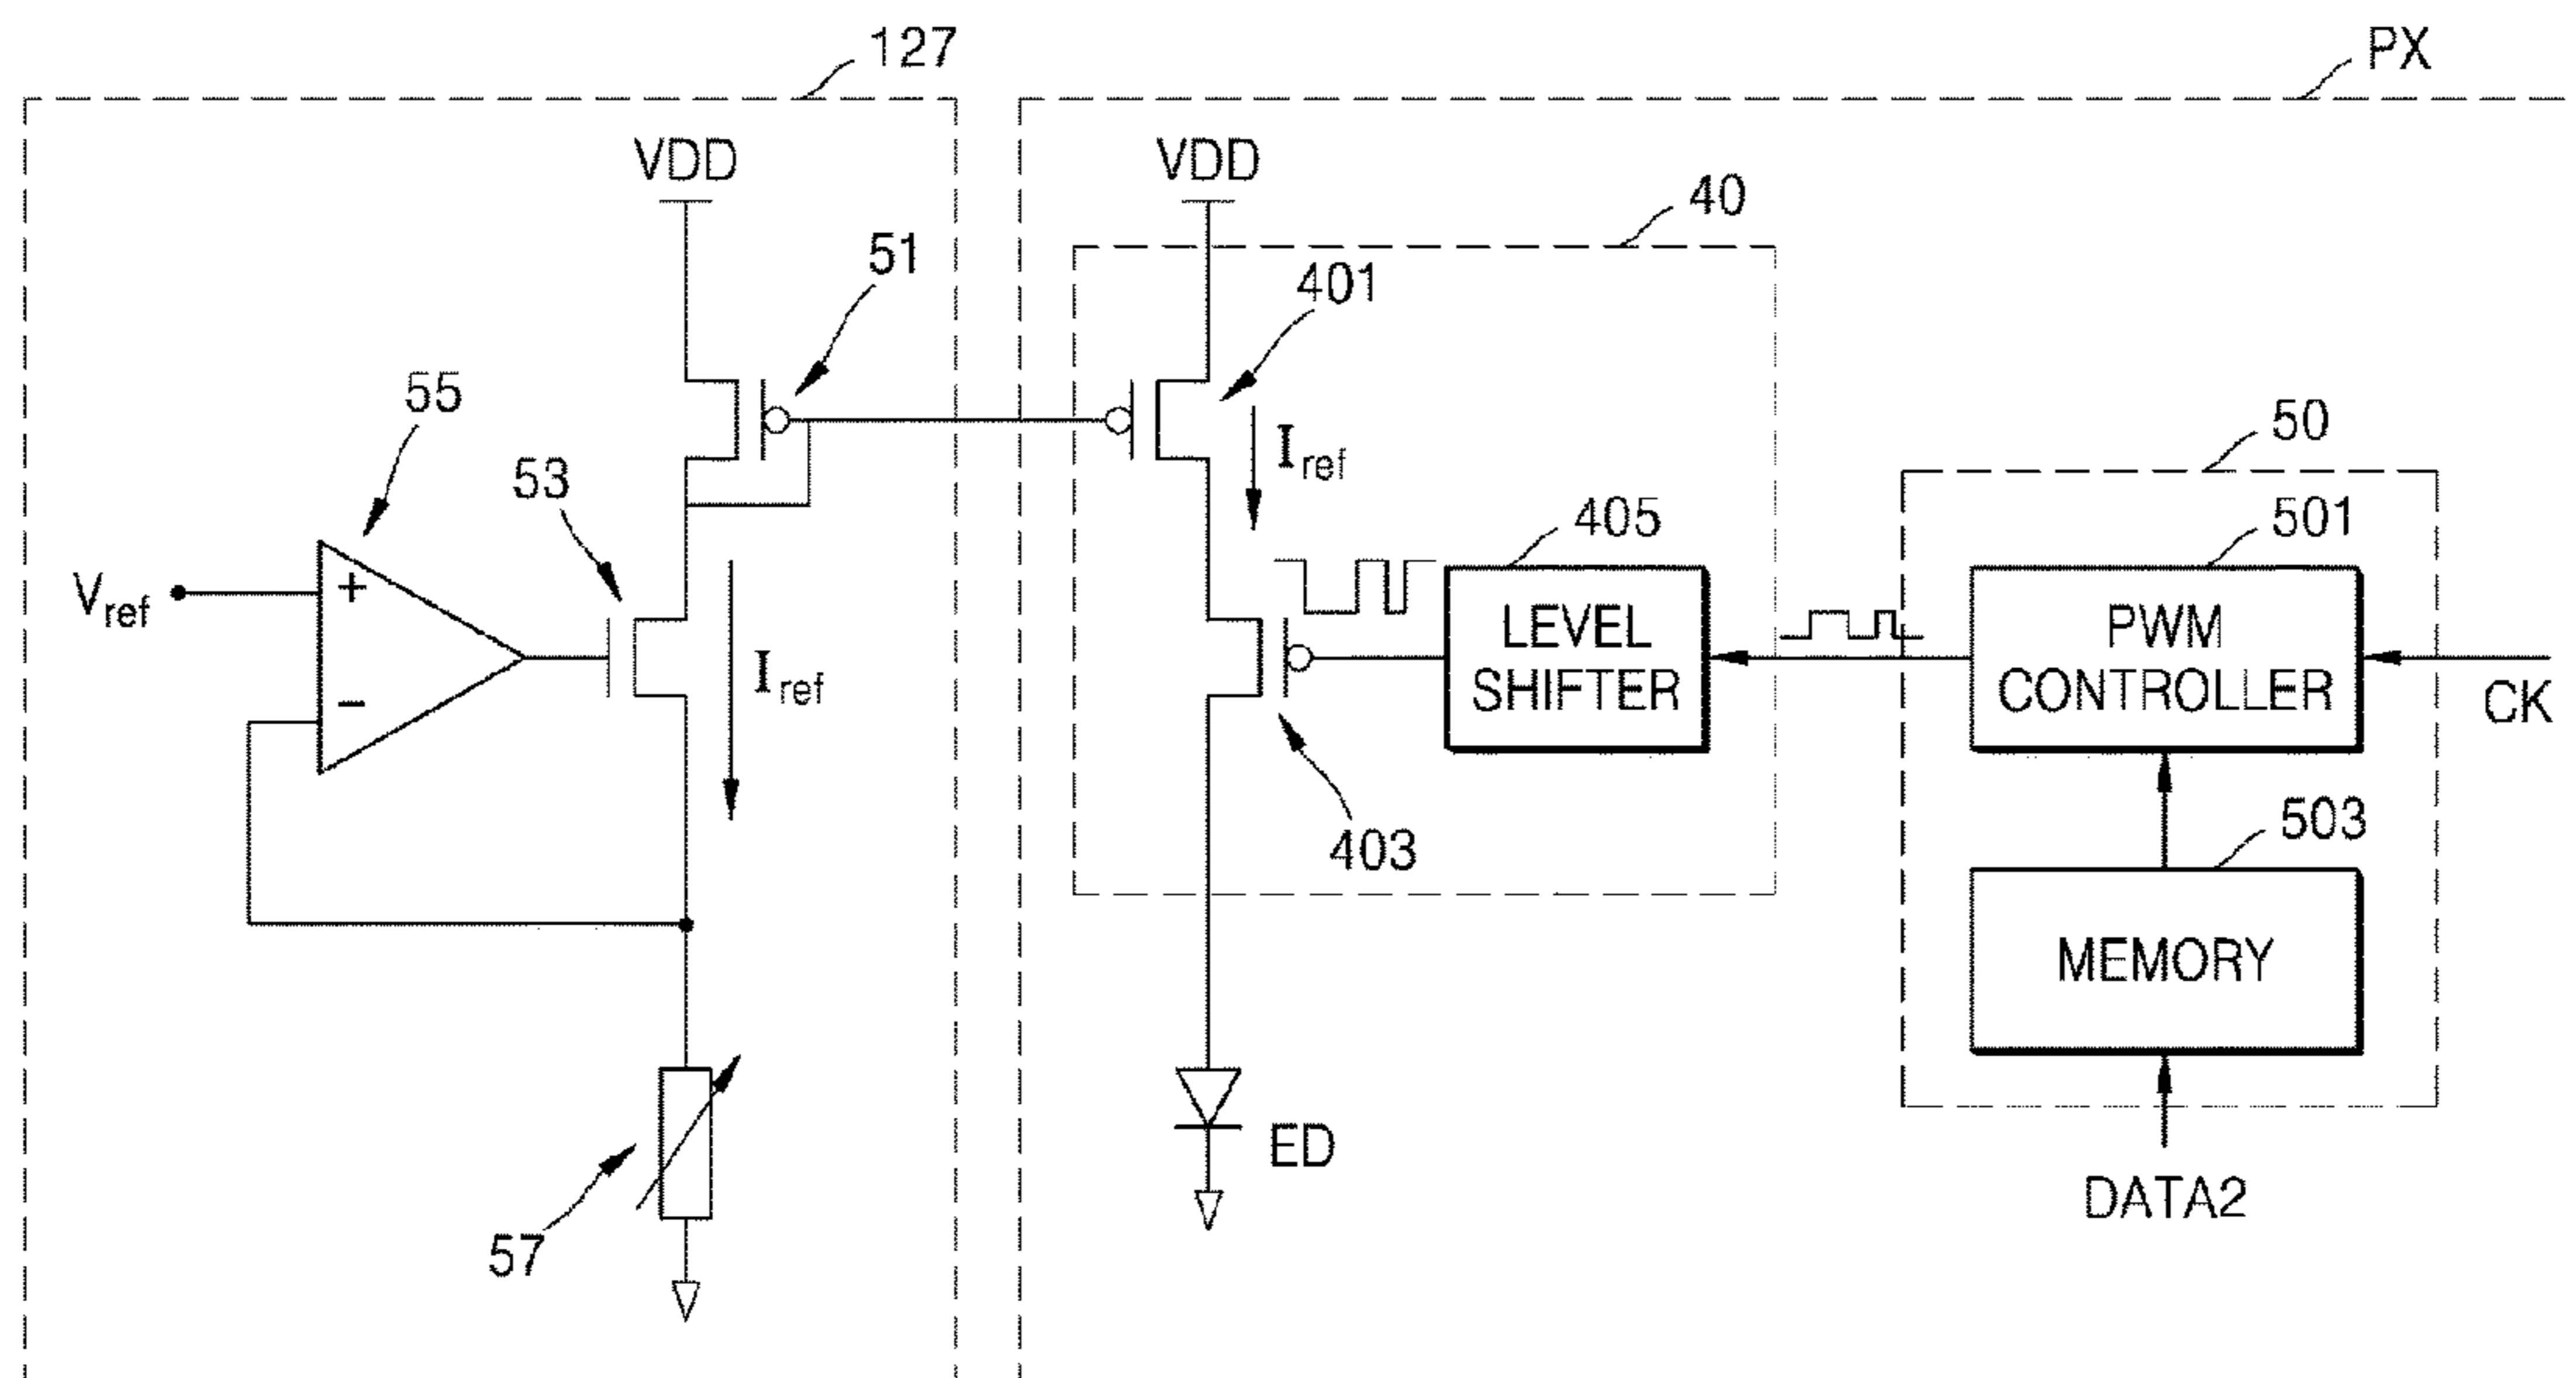 127
PX
VDD
VDD
40
51
401
55
50
53
Iref
501
405
Vref
+
−
Iref
LEVEL
SHIFTER
PWM
CONTROLLER
CK
403
503
MEMORY
ED
57
DATA2